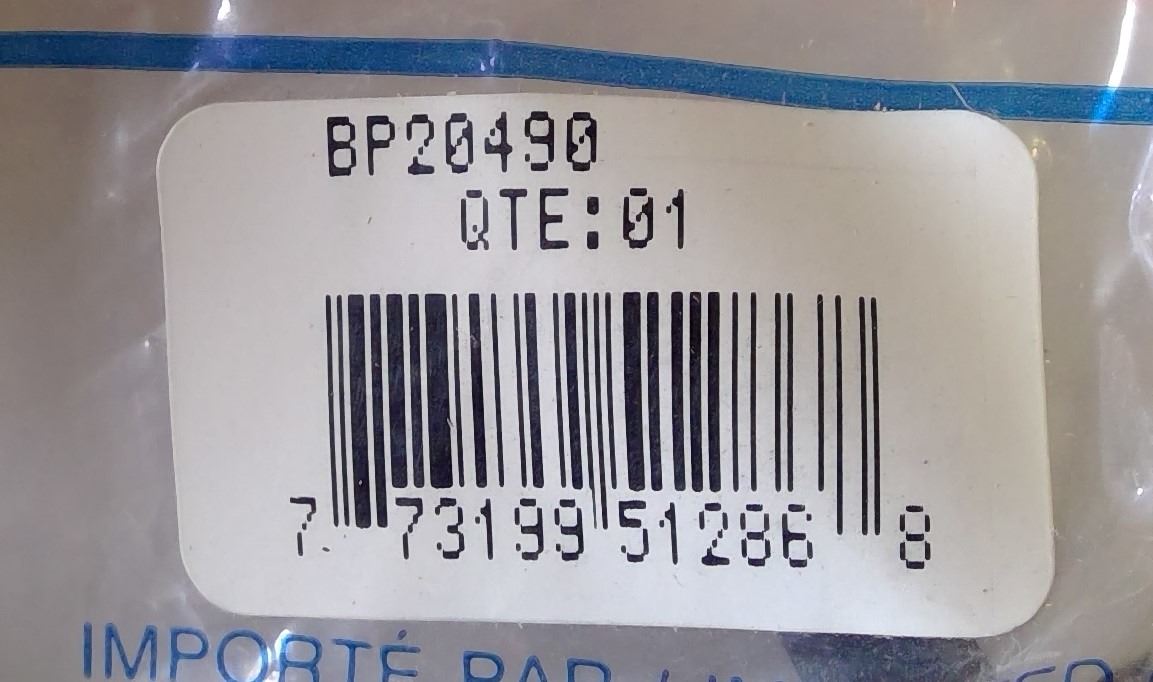 BP20490
QTE:01
7 73199 51286 8
IMPORTÉ PAR